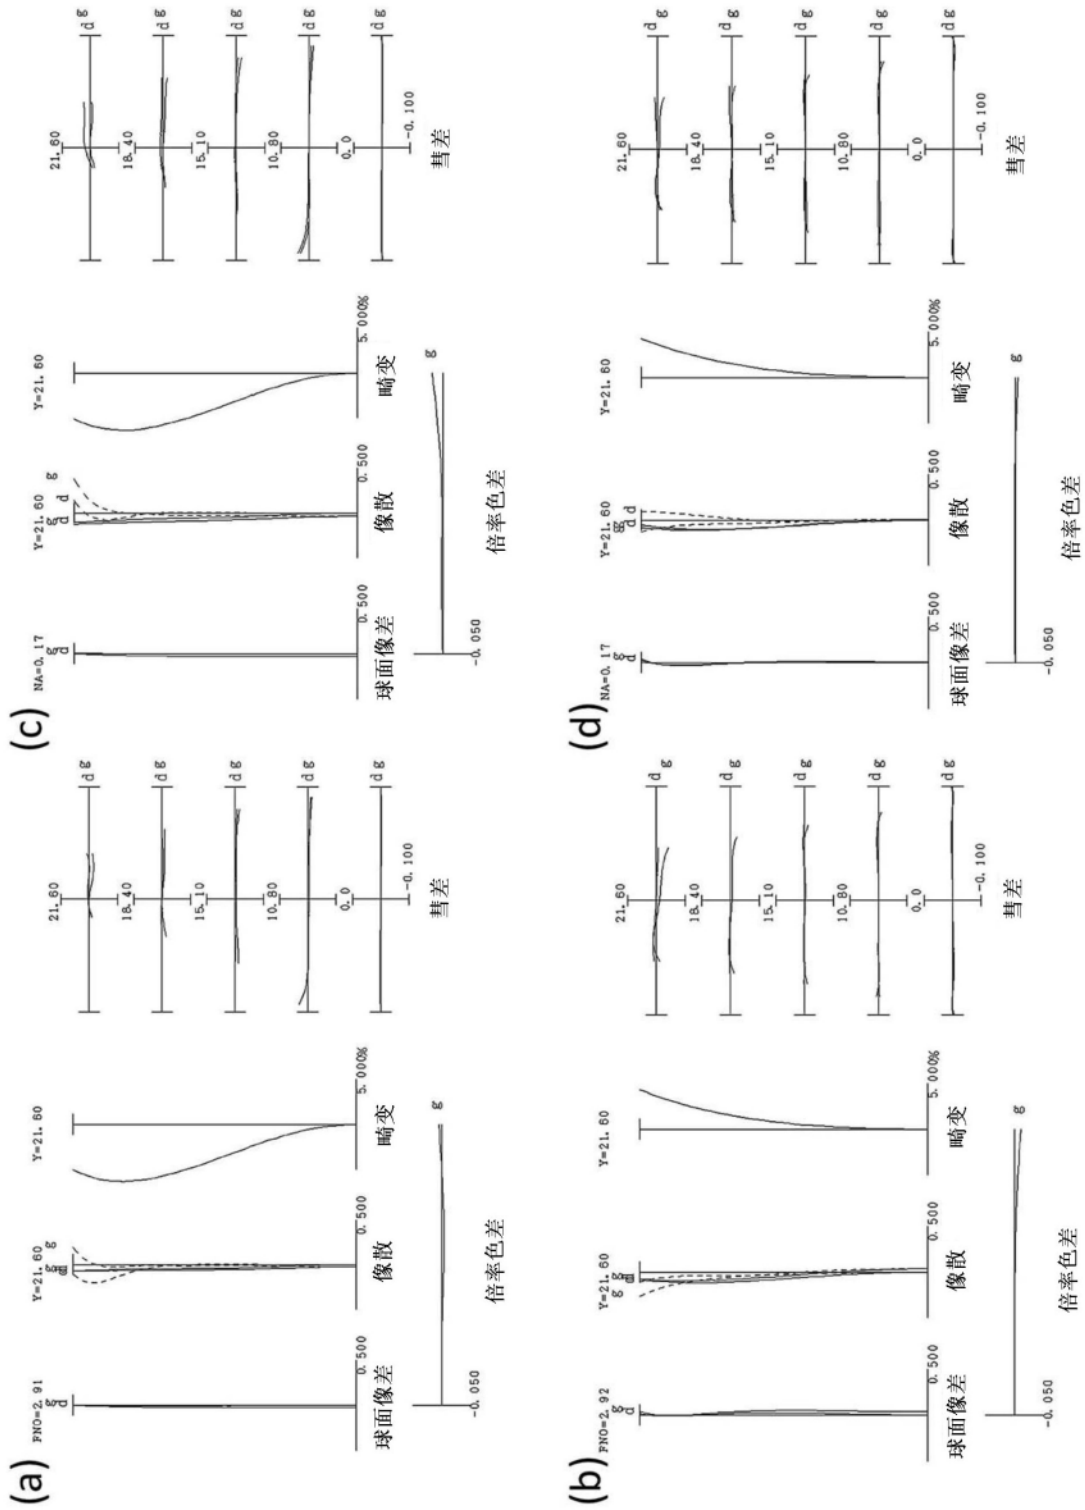 (a)
FNO=2.91
g
d
0.500
球面像差
Y=21.60
g
d
g
0.500
像散
Y=21.60
5.000%
畸变
21.60
d g
18.40
d g
15.10
d g
10.80
d g
0.0
d g
-0.100
彗差
g
-0.050
倍率色差
(b)
FNO=2.92
g
d
0.500
球面像差
Y=21.60
g
g
0.500
像散
Y=21.60
5.000%
畸变
21.60
d g
18.40
d g
15.10
d g
10.80
d g
0.0
d g
-0.100
彗差
g
-0.050
倍率色差
(c)
NA=0.17
g
d
0.500
球面像差
Y=21.60
g
d
d
g
0.500
像散
Y=21.60
5.000%
畸变
21.60
d g
18.40
d g
15.10
d g
10.80
d g
0.0
d g
-0.100
彗差
g
-0.050
倍率色差
(d)
NA=0.17
g
d
0.500
球面像差
Y=21.60
g
d
d
0.500
像散
Y=21.60
5.000%
畸变
21.60
d g
18.40
d g
15.10
d g
10.80
d g
0.0
d g
-0.100
彗差
g
-0.050
倍率色差